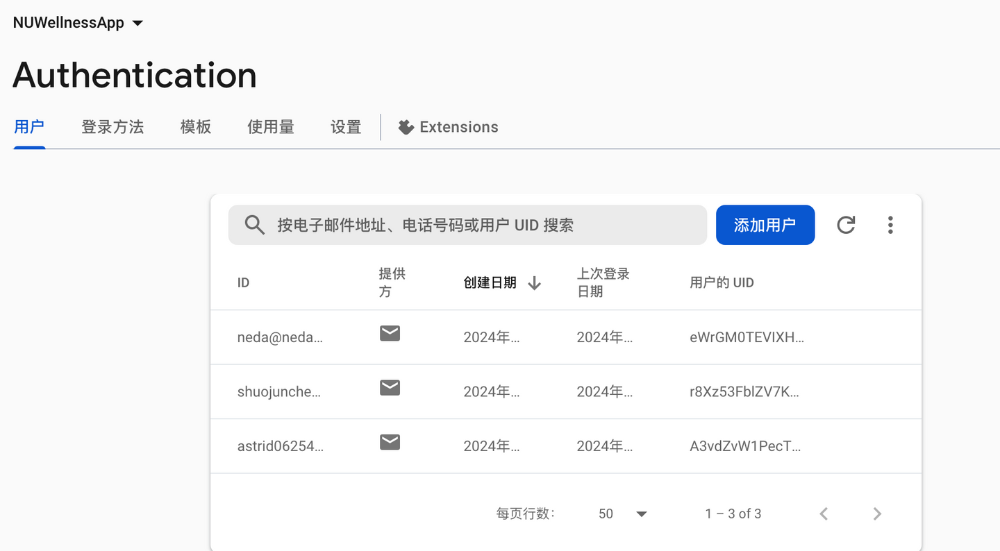 NUWellnessApp
Authentication
用户 登录方法 模板 使用量 设置 Extensions
按电子邮件地址、电话号码或用户 UID 搜索 添加用户
ID 提供方 创建日期 上次登录日期 用户的 UID
neda@neda... 2024年... 2024年... eWrGM0TEVIXH...
shuojunche... 2024年... 2024年... r8Xz53FblZV7K...
astrid06254... 2024年... 2024年... A3vdZvW1PecT...
每页行数： 50 1 – 3 of 3